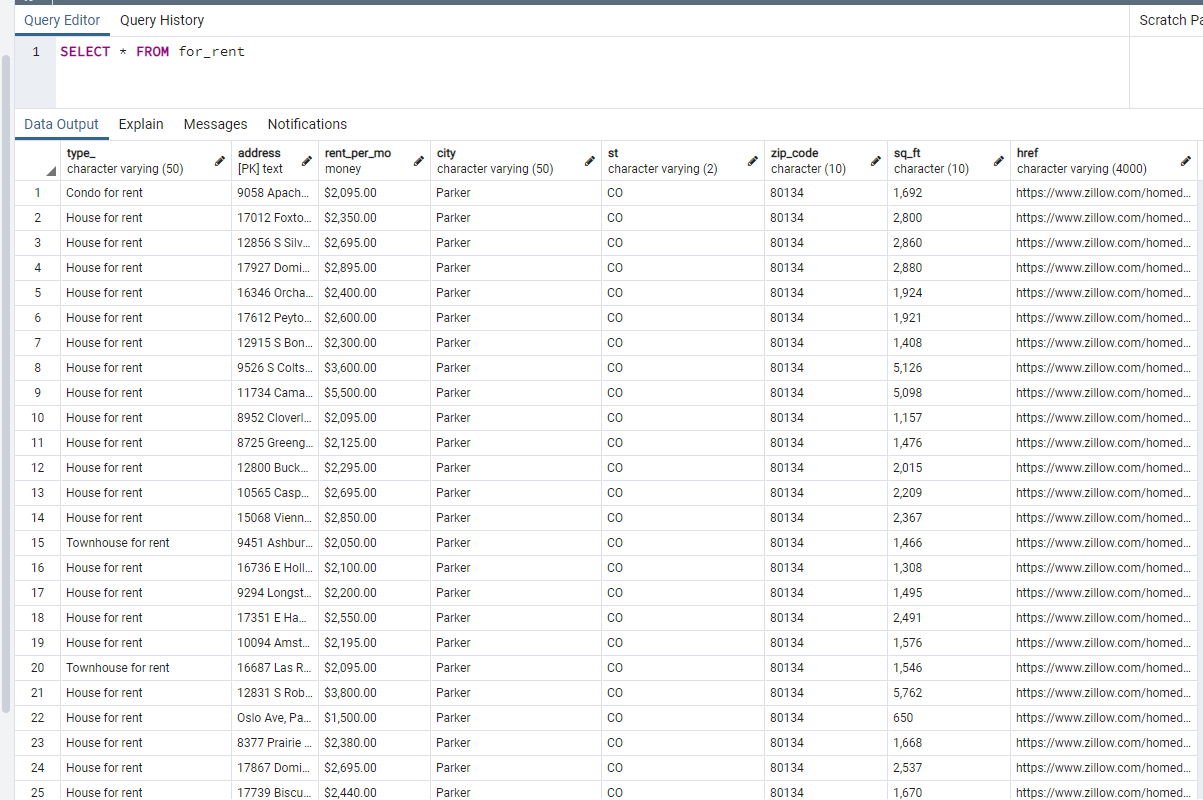 Query Editor Query History Scratch Pa
1 SELECT * FROM for_rent
Data Output Explain Messages Notifications
type_ address rent_per_mo city st zip_code sq_ft href
character varying (50) [PK] text money character varying (50) character varying (2) character (10) character (10) character varying (4000)
1 Condo for rent 9058 Apach... $2,095.00 Parker CO 80134 1,692 https://www.zillow.com/homed...
2 House for rent 17012 Foxto... $2,350.00 Parker CO 80134 2,800 https://www.zillow.com/homed...
3 House for rent 12856 S Silv... $2,695.00 Parker CO 80134 2,860 https://www.zillow.com/homed...
4 House for rent 17927 Domi... $2,895.00 Parker CO 80134 2,880 https://www.zillow.com/homed...
5 House for rent 16346 Orcha... $2,400.00 Parker CO 80134 1,924 https://www.zillow.com/homed...
6 House for rent 17612 Peyto... $2,600.00 Parker CO 80134 1,921 https://www.zillow.com/homed...
7 House for rent 12915 S Bon... $2,300.00 Parker CO 80134 1,408 https://www.zillow.com/homed...
8 House for rent 9526 S Colts... $3,600.00 Parker CO 80134 5,126 https://www.zillow.com/homed...
9 House for rent 11734 Cama... $5,500.00 Parker CO 80134 5,098 https://www.zillow.com/homed...
10 House for rent 8952 Cloverl... $2,095.00 Parker CO 80134 1,157 https://www.zillow.com/homed...
11 House for rent 8725 Greeng... $2,125.00 Parker CO 80134 1,476 https://www.zillow.com/homed...
12 House for rent 12800 Buck... $2,295.00 Parker CO 80134 2,015 https://www.zillow.com/homed...
13 House for rent 10565 Casp... $2,695.00 Parker CO 80134 2,209 https://www.zillow.com/homed...
14 House for rent 15068 Vienn... $2,850.00 Parker CO 80134 2,367 https://www.zillow.com/homed...
15 Townhouse for rent 9451 Ashbur... $2,050.00 Parker CO 80134 1,466 https://www.zillow.com/homed...
16 House for rent 16736 E Holl... $2,100.00 Parker CO 80134 1,308 https://www.zillow.com/homed...
17 House for rent 9294 Longst... $2,200.00 Parker CO 80134 1,495 https://www.zillow.com/homed...
18 House for rent 17351 E Ha... $2,550.00 Parker CO 80134 2,491 https://www.zillow.com/homed...
19 House for rent 10094 Amst... $2,195.00 Parker CO 80134 1,576 https://www.zillow.com/homed...
20 Townhouse for rent 16687 Las R... $2,095.00 Parker CO 80134 1,546 https://www.zillow.com/homed...
21 House for rent 12831 S Rob... $3,800.00 Parker CO 80134 5,762 https://www.zillow.com/homed...
22 House for rent Oslo Ave, Pa... $1,500.00 Parker CO 80134 650 https://www.zillow.com/homed...
23 House for rent 8377 Prairie ... $2,380.00 Parker CO 80134 1,668 https://www.zillow.com/homed...
24 House for rent 17867 Domi... $2,695.00 Parker CO 80134 2,537 https://www.zillow.com/homed...
25 House for rent 17739 Biscu... $2,440.00 Parker CO 80134 1,670 https://www.zillow.com/homed...